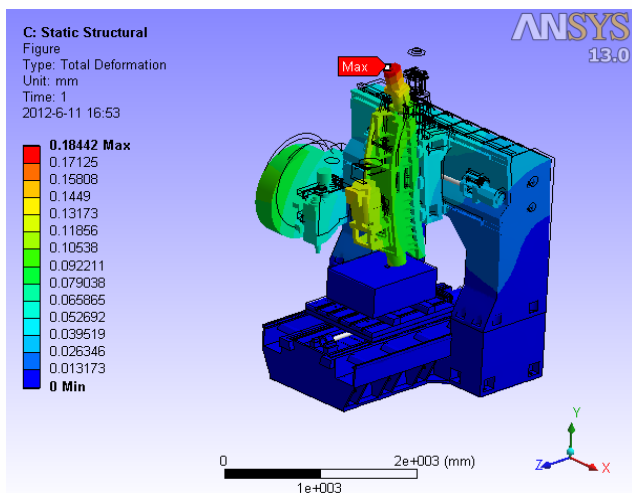 C: Static Structural
Figure
Type: Total Deformation
Unit: mm
Time: 1
2012-6-11 16:53
ANSYS
13.0
Max
0.18442 Max
0.17125
0.15808
0.1449
0.13173
0.11856
0.10538
0.092211
0.079038
0.065865
0.052692
0.039519
0.026346
0.013173
0 Min
0
2e+003 (mm)
1e+003
Y
Z
X